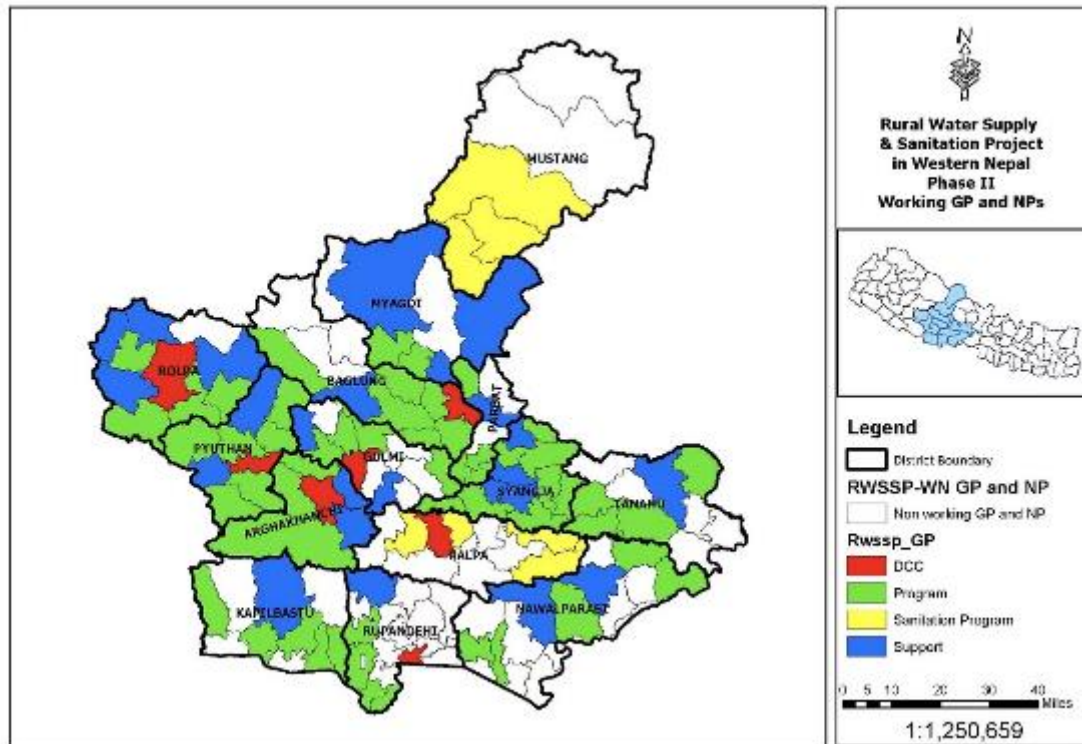 MUSTANG
MYAGDI
ROLPA
BAGLUNG
PARBAT
PYUTHAN
GULMI
SYANGJA
TANAHU
ARGHAKHANCHI
PALPA
KAPILBASTU
NAWALPARASI
RUPANDEHI
N
Rural Water Supply
& Sanitation Project
in Western Nepal
Phase II
Working GP and NPs
Legend
District Boundary
RWSSP-WN GP and NP
Non working GP and NP
Rwssp_GP
DCC
Program
Sanitation Program
Support
0 5 10 20 30 40
Miles
1:1,250,659